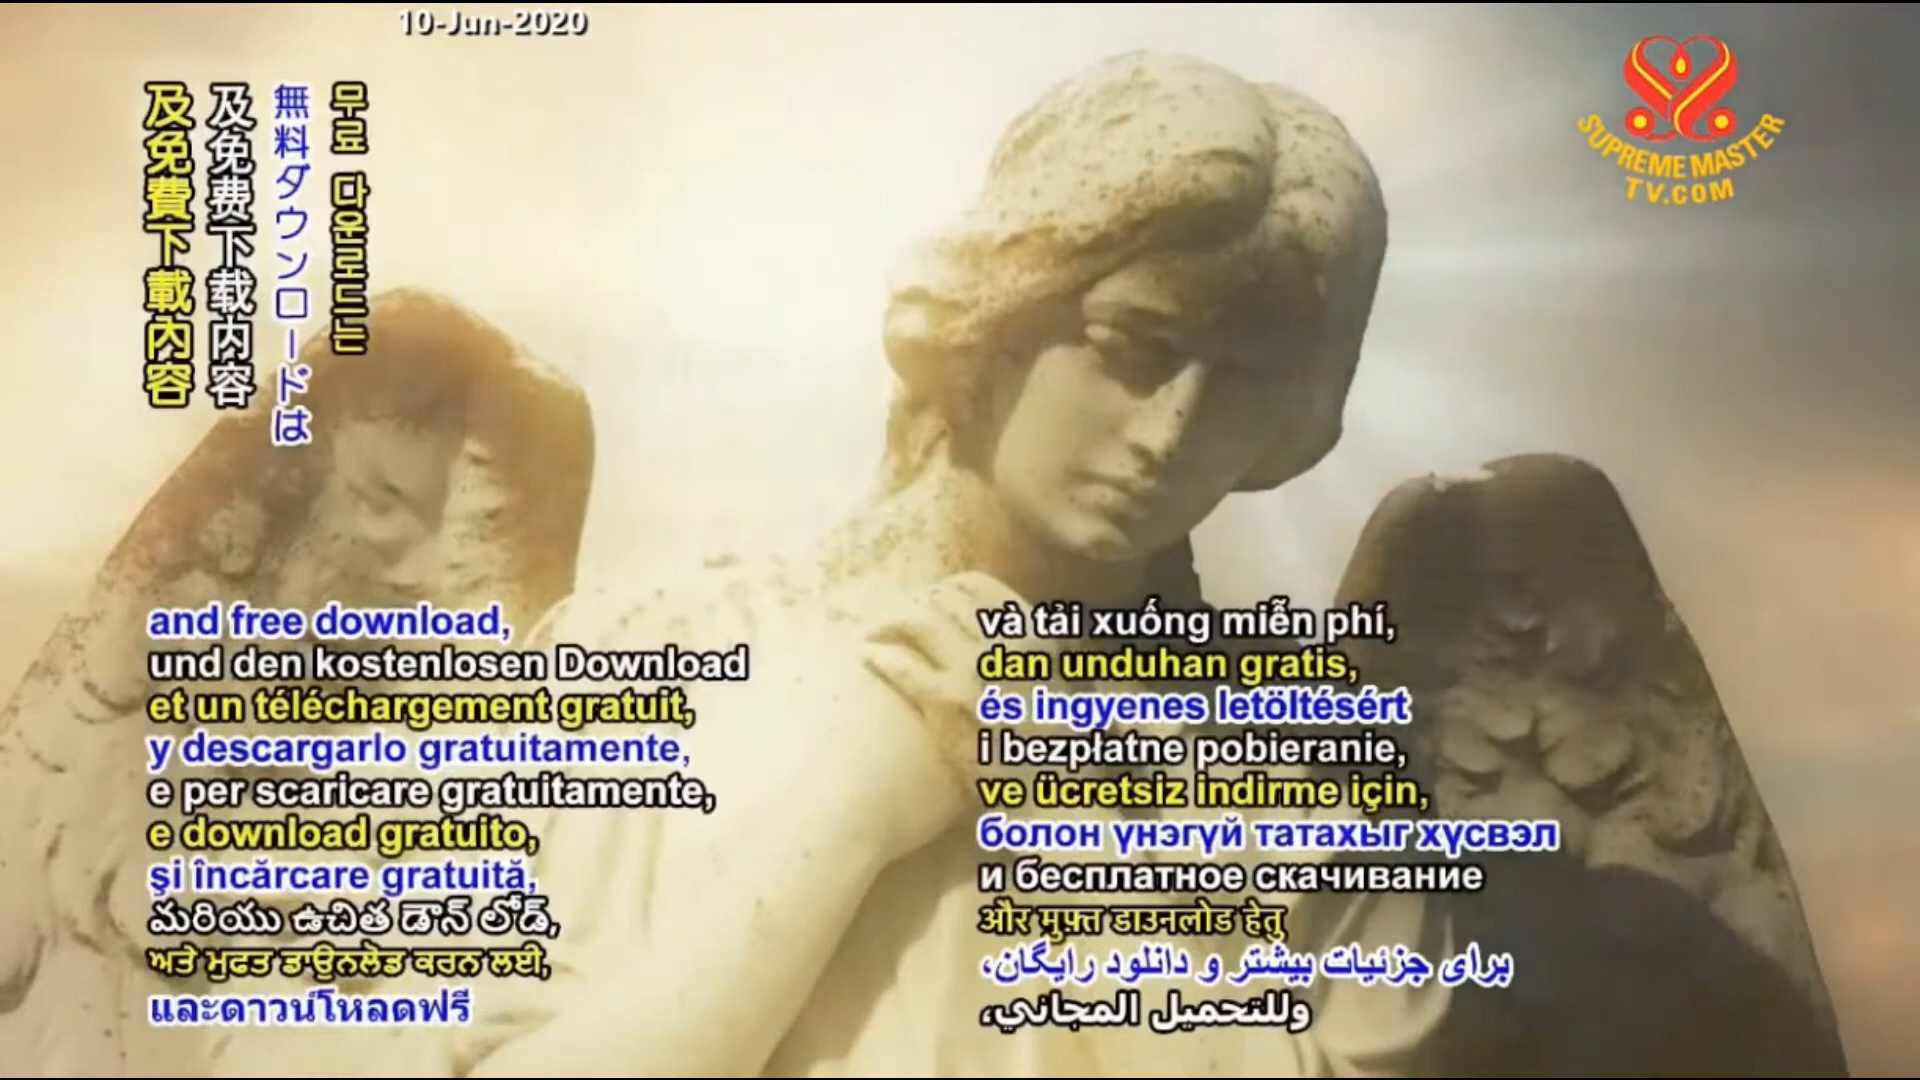 10-Jun-2020
SUPREME MASTER
TV.COM
무료 다운로드는
無料ダウンロードは
及免费下载内容
及免費下載內容
and free download,
und den kostenlosen Download
et un téléchargement gratuit,
y descargarlo gratuitamente,
e per scaricare gratuitamente,
e download gratuito,
şi încărcare gratuită,
మరియు ఉచిత డౌన్ లోడ్,
ਅਤੇ ਮੁਫਤ ਡਾਉਨਲੋਡ ਕਰਨ ਲਈ,
และดาวน์โหลดฟรี
và tải xuống miễn phí,
dan unduhan gratis,
és ingyenes letöltésért
i bezpłatne pobieranie,
ve ücretsiz indirme için,
болон үнэгүй татахыг хүсвэл
и бесплатное скачивание
और मुफ़्त डाउनलोड हेतु
برای جزئیات بیشتر و دانلود رایگان،
وللتحميل المجاني،